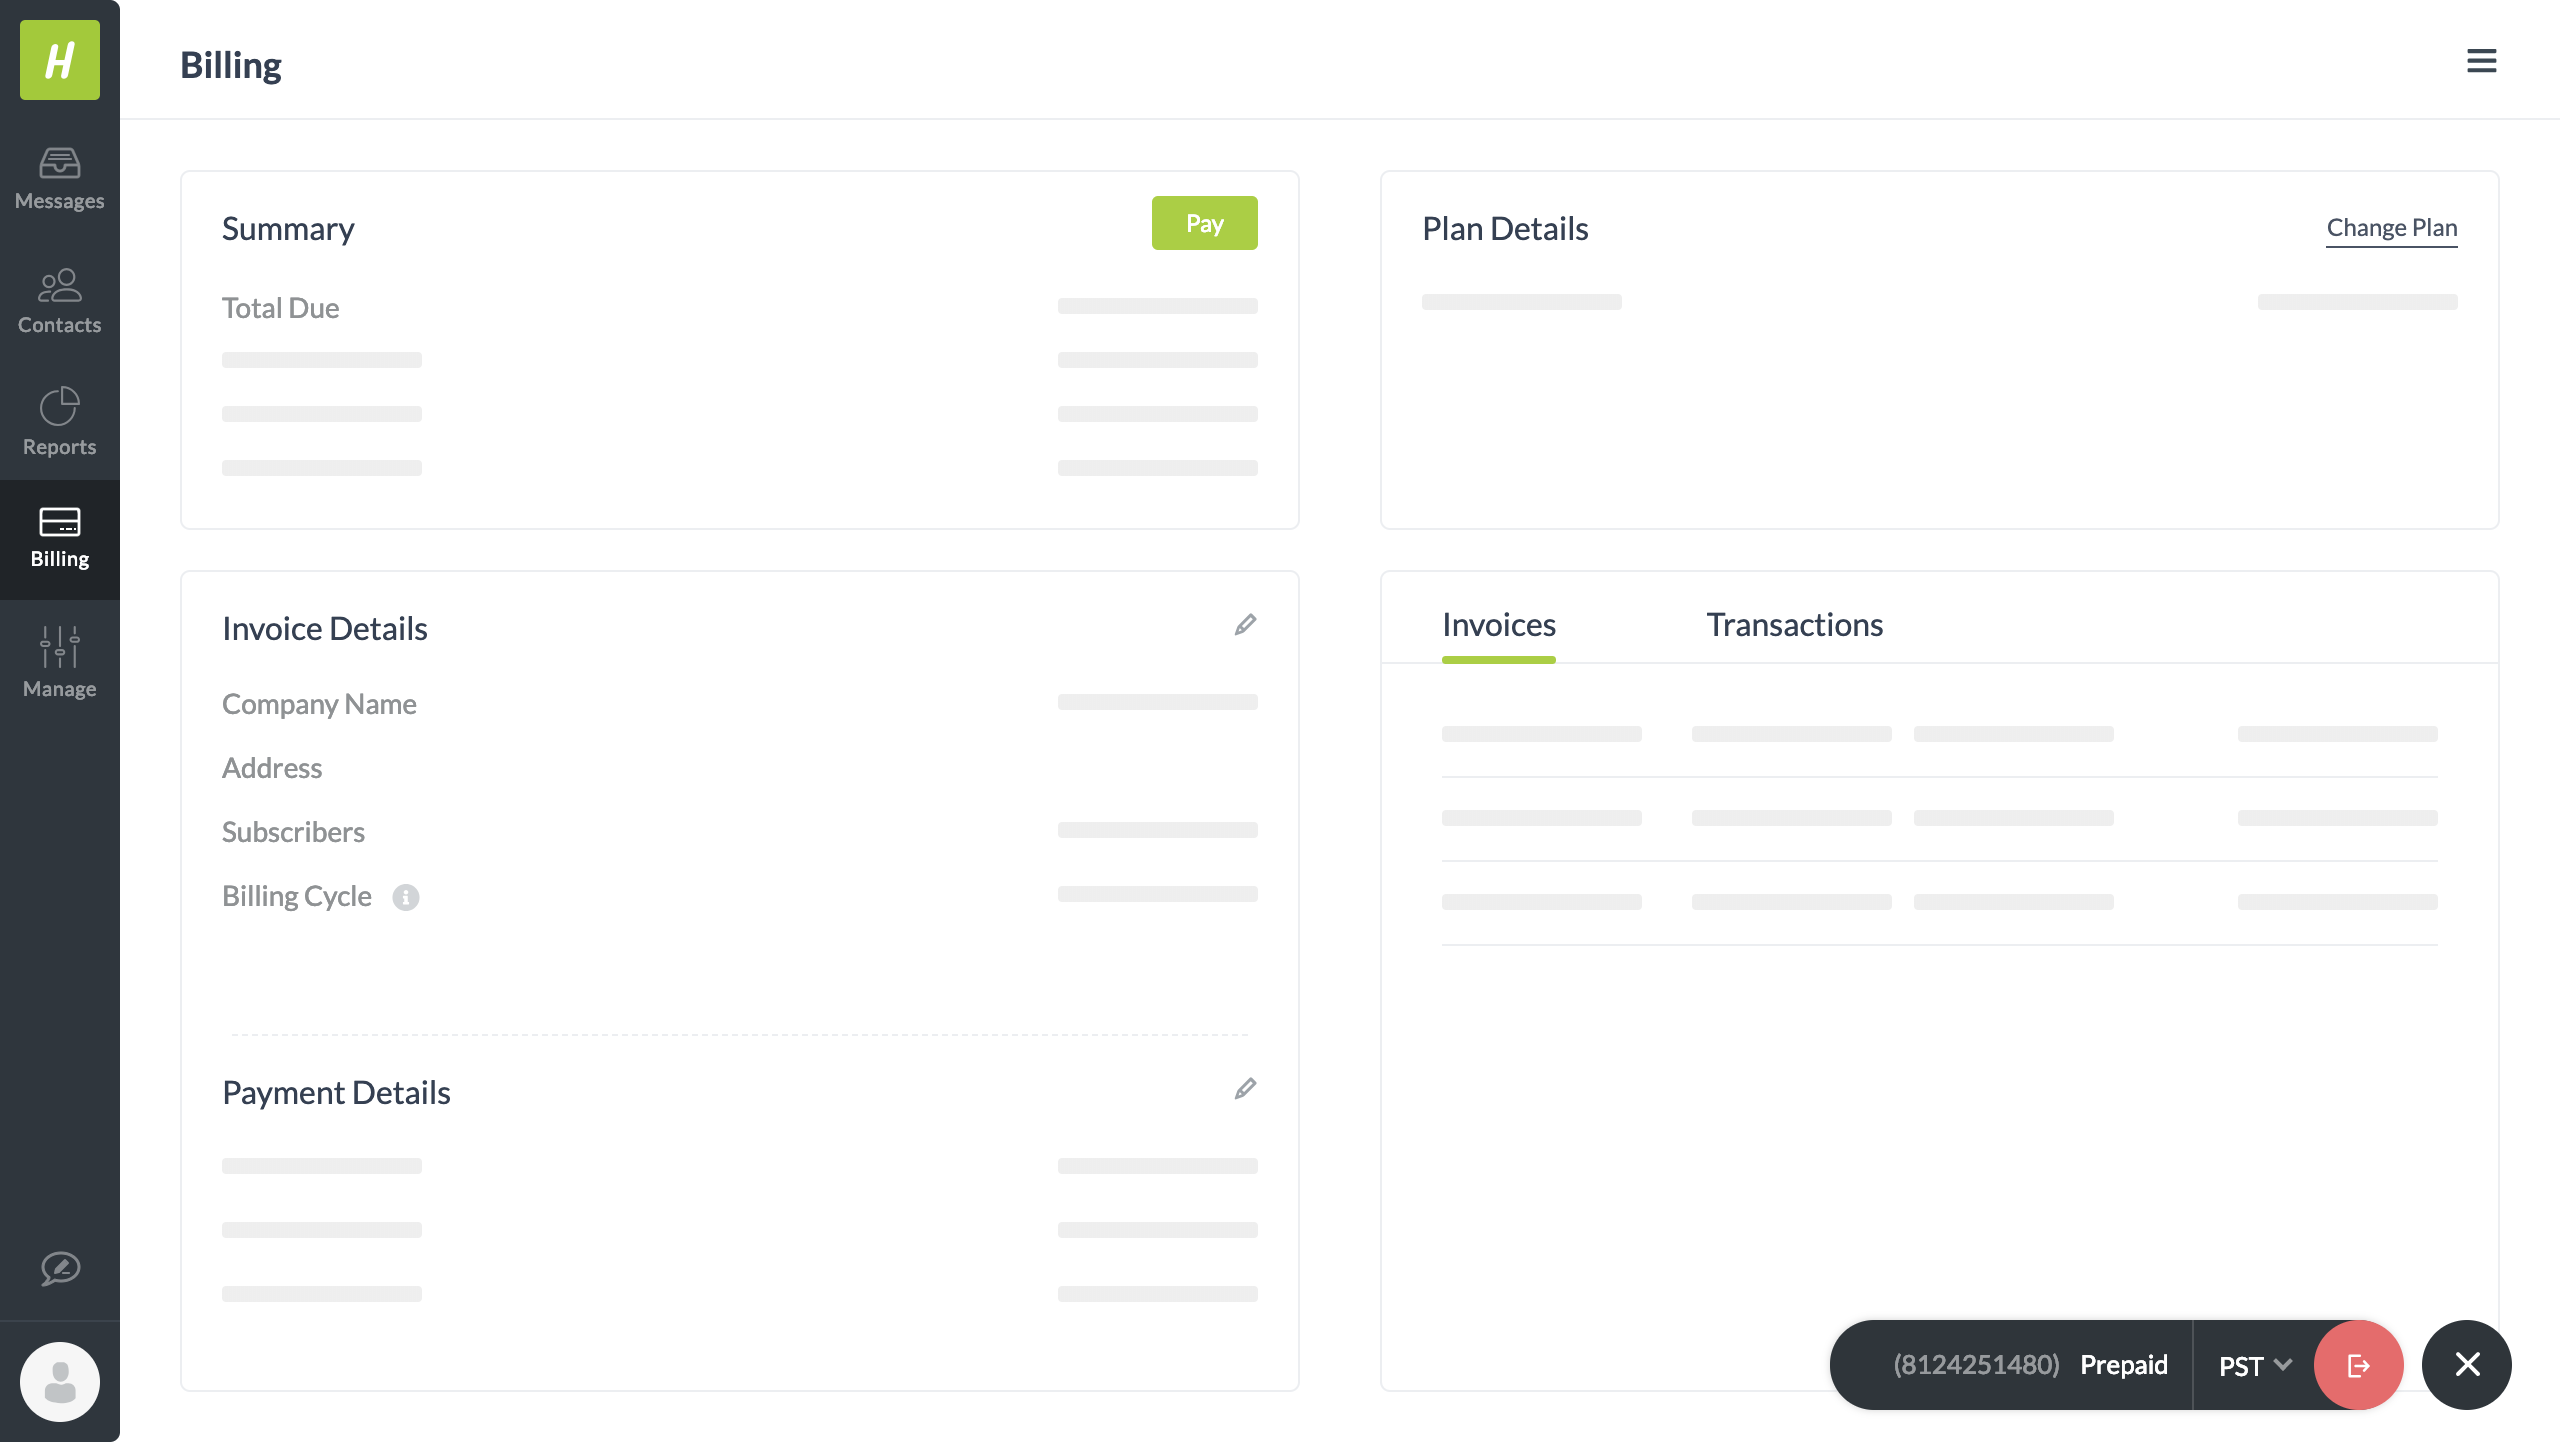 H
Billing
Messages
Contacts
Reports
Billing
Manage
Summary
Pay
Total Due
Plan Details
Change Plan
Invoice Details
Company Name
Address
Subscribers
Billing Cycle
Payment Details
Invoices
Transactions
(8124251480) Prepaid
PST